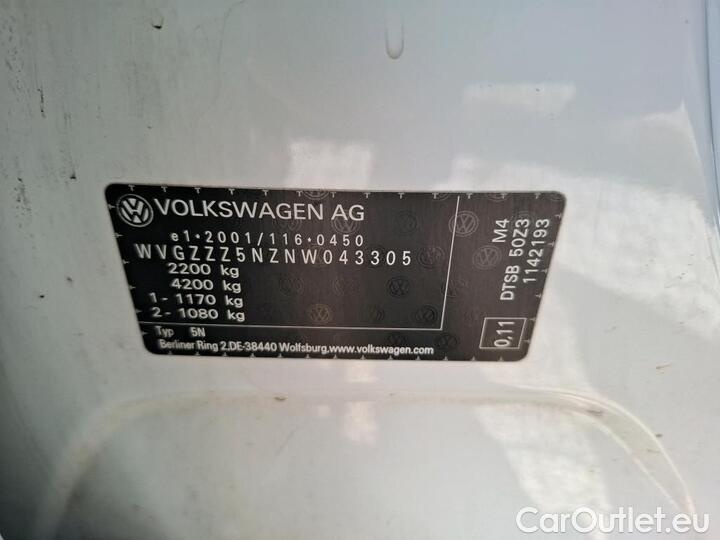 VOLKSWAGEN AG
e1*2001/116*0450
WVGZZZ5NZNW043305
2200 kg
4200 kg
1 - 1170 kg
2 - 1080 kg
Typ 5N
Berliner Ring 2,DE-38440 Wolfsburg,www.volkswagen.com
M4
DTSB 50Z3
1142193
0,11
CarOutlet.eu